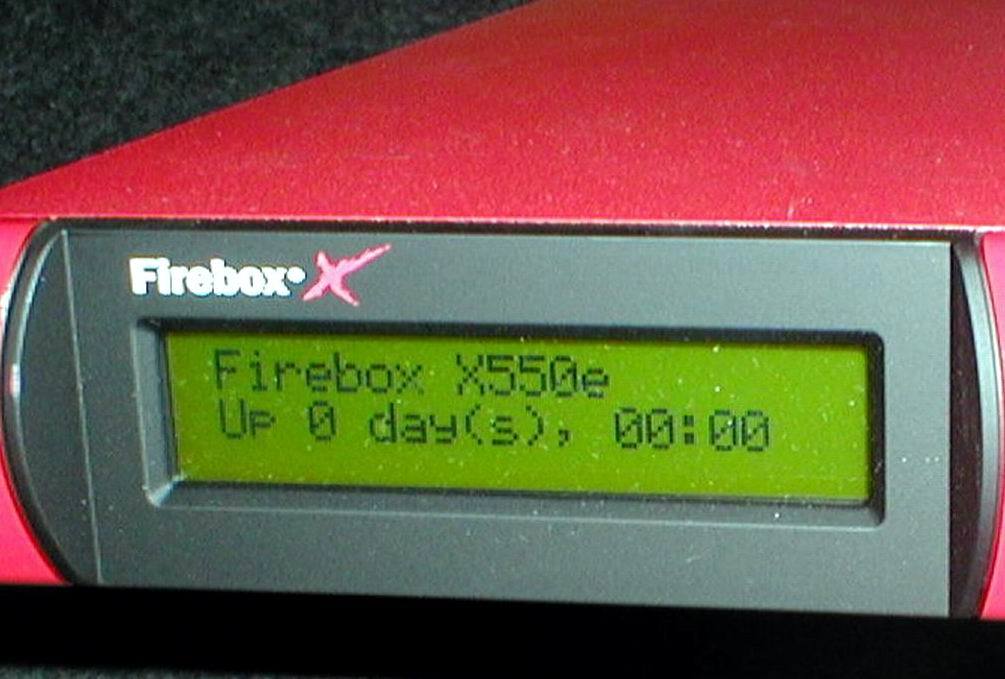 Firebox X
Firebox X550e
Up 0 day(s), 00:00